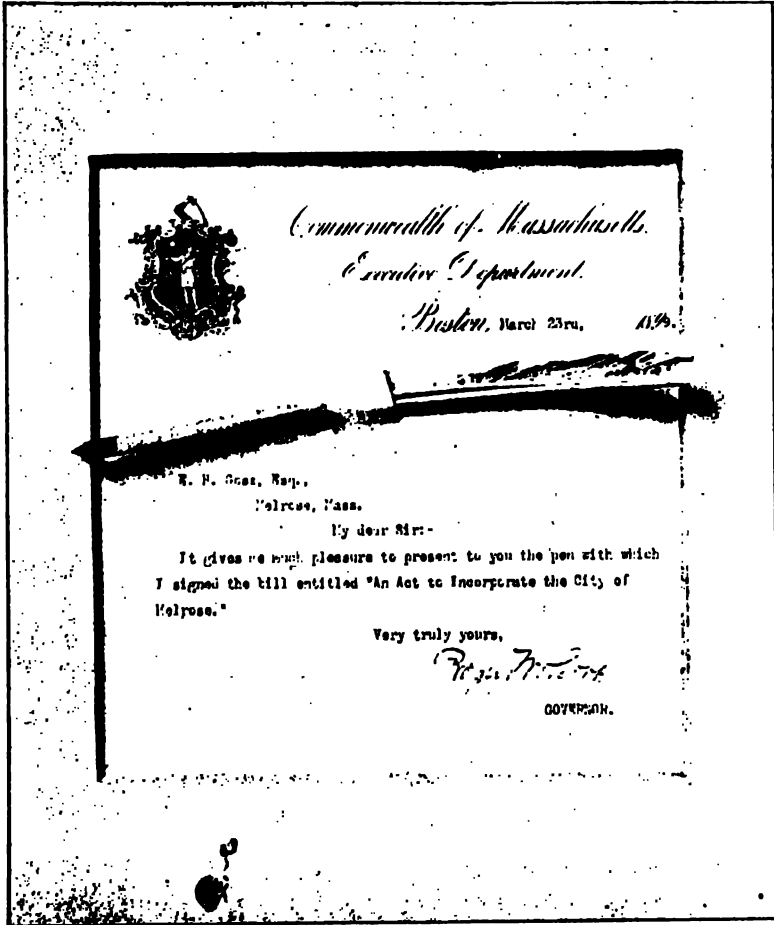 Commonwealth of Massachusetts.
Executive Department.
Boston, March 23rd, 1899.
E. H. Goss, Esq.,
Melrose, Mass.
My dear Sir:-
It gives me much pleasure to present to you the pen with which
I signed the bill entitled "An Act to Incorporate the City of
Melrose."
Very truly yours,
GOVERNOR.